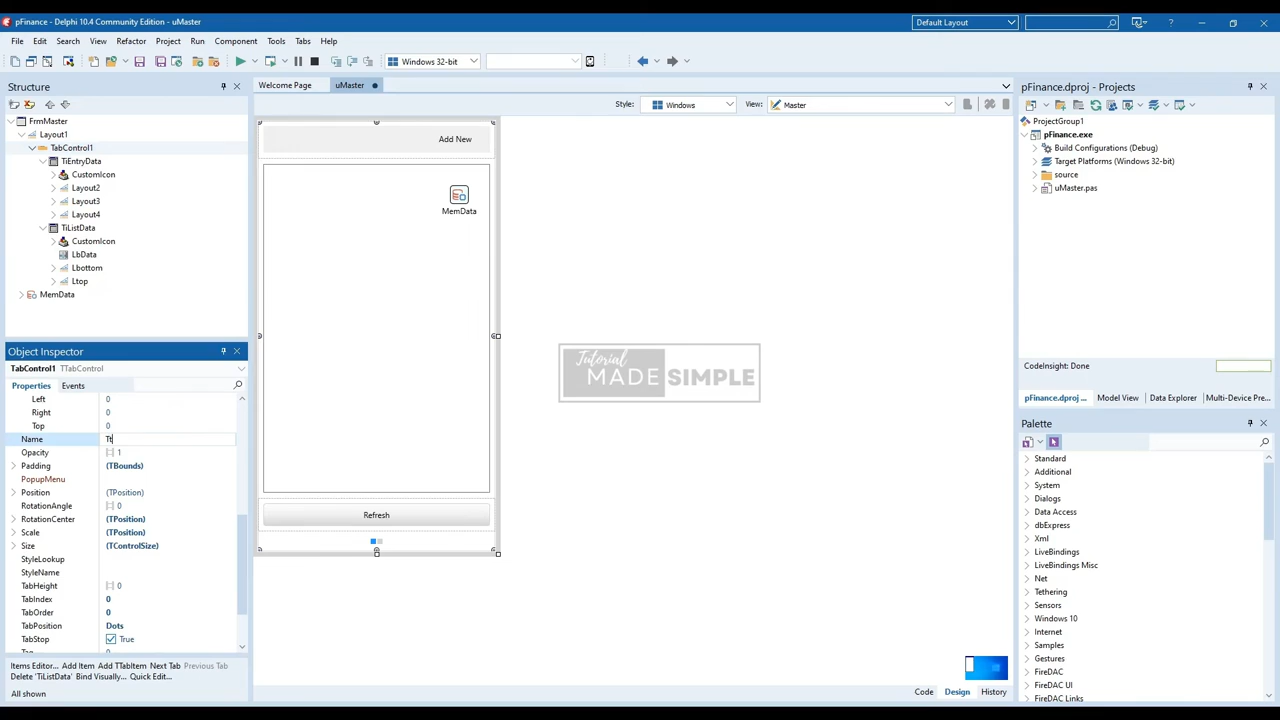 pFinance - Delphi 10.4 Community Edition - uMaster
Default Layout
File Edit Search View Refactor Project Run Component Tools Tabs Help
Windows 32-bit
Structure
Welcome Page uMaster
pFinance.dproj - Projects
Style: Windows View: Master
FrmMaster
Layout1
TabControl1
TiEntryData
CustomIcon
Layout2
Layout3
Layout4
TiListData
CustomIcon
LbData
Lbottom
Ltop
MemData
Add New
MemData
Refresh
Tutorial
MADE SIMPLE
ProjectGroup1
pFinance.exe
Build Configurations (Debug)
Target Platforms (Windows 32-bit)
source
uMaster.pas
CodeInsight: Done
pFinance.dproj ... Model View Data Explorer Multi-Device Pre...
Object Inspector
TabControl1 TTabControl
Properties Events
Left 0
Right 0
Top 0
Name Tt
Opacity 1
Padding (TBounds)
PopupMenu
Position (TPosition)
RotationAngle 0
RotationCenter (TPosition)
Scale (TPosition)
Size (TControlSize)
StyleLookup
StyleName
TabHeight 0
TabIndex 0
TabOrder 0
TabPosition Dots
TabStop True
Items Editor... Add Item Add TTabItem Next Tab Previous Tab
Delete 'TiListData' Bind Visually... Quick Edit...
All shown
Palette
Standard
Additional
System
Dialogs
Data Access
dbExpress
Xml
LiveBindings
LiveBindings Misc
Net
Tethering
Sensors
Windows 10
Internet
Samples
Gestures
FireDAC
FireDAC UI
FireDAC Links
Code Design History